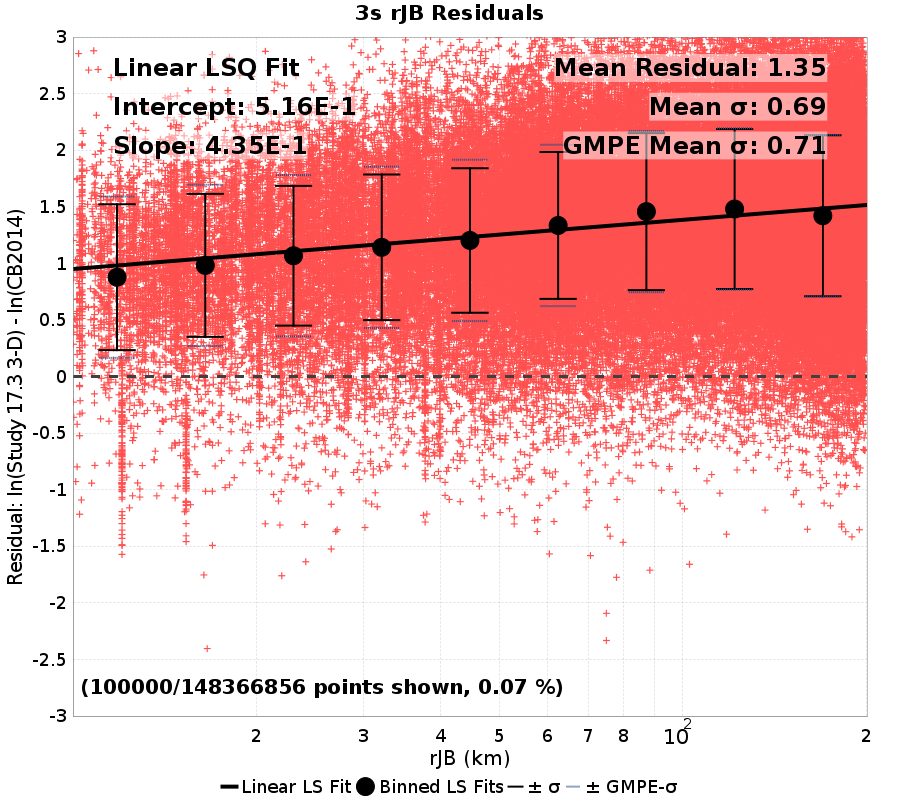 3s rJB Residuals
Linear LSQ Fit
Intercept: 5.16E-1
Slope: 4.35E-1
Mean Residual: 1.35
Mean σ: 0.69
GMPE Mean σ: 0.71
Residual: ln(Study 17.3 3-D) - ln(CB2014)
3
2.5
2
1.5
1
0.5
0
-0.5
-1
-1.5
-2
-2.5
-3
(100000/148366856 points shown, 0.07 %)
2 3 4 5 6 7 8 10² 2
rJB (km)
Linear LS Fit Binned LS Fits ± σ ± GMPE-σ